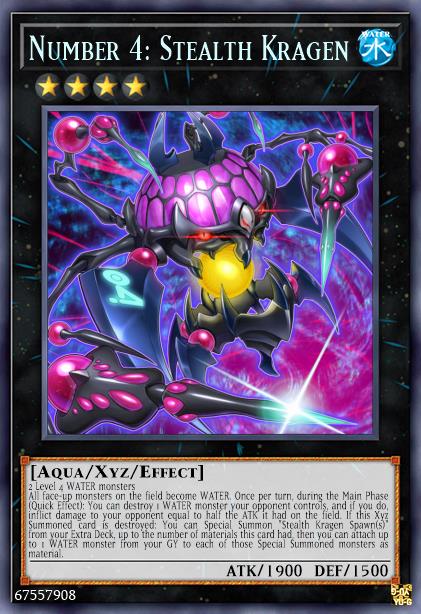 NUMBER 4: STEALTH KRAGEN
WATER
水
04
[AQUA/XYZ/EFFECT]
2 Level 4 WATER monsters
All face-up monsters on the field become WATER. Once per turn, during the Main Phase
(Quick Effect): You can destroy 1 WATER monster your opponent controls, and if you do,
inflict damage to your opponent equal to half the ATK it had on the field. If this Xyz
Summoned card is destroyed: You can Special Summon "Stealth Kragen Spawn(s)"
from your Extra Deck, up to the number of materials this card had, then you can attach up
to 1 WATER monster from your GY to each of those Special Summoned monsters as
material.
ATK/1900 DEF/1500
67557908